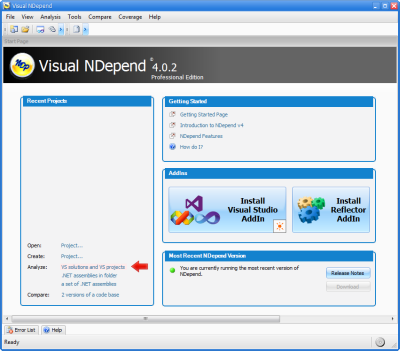 Visual NDepend
File View Analysis Tools Compare Coverage Help
Start Page
NDP
Visual NDepend 4.0.2
Professional Edition
Recent Projects
Open: Project...
Create: Project...
Analyze: VS solutions and VS projects
.NET assemblies in folder
a set of .NET assemblies
Compare: 2 versions of a code base
Getting Started
Getting Started Page
Introduction to NDepend v4
NDepend Features
How do I?
AddIns
Install
Visual Studio
AddIn
Install
Reflector
AddIn
Most Recent NDepend Version
You are currently running the most recent version of
NDepend.
Release Notes
Download
Error List Help
Ready